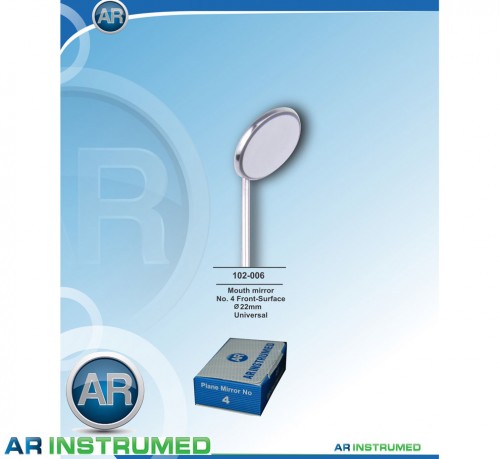 AR
AR
102-006
Mouth mirror
No. 4 Front-Surface
Ø 22mm
Universal
AR
AR INSTRUMED
Plane Mirror No
4
AR
AR INSTRUMED
AR INSTRUMED